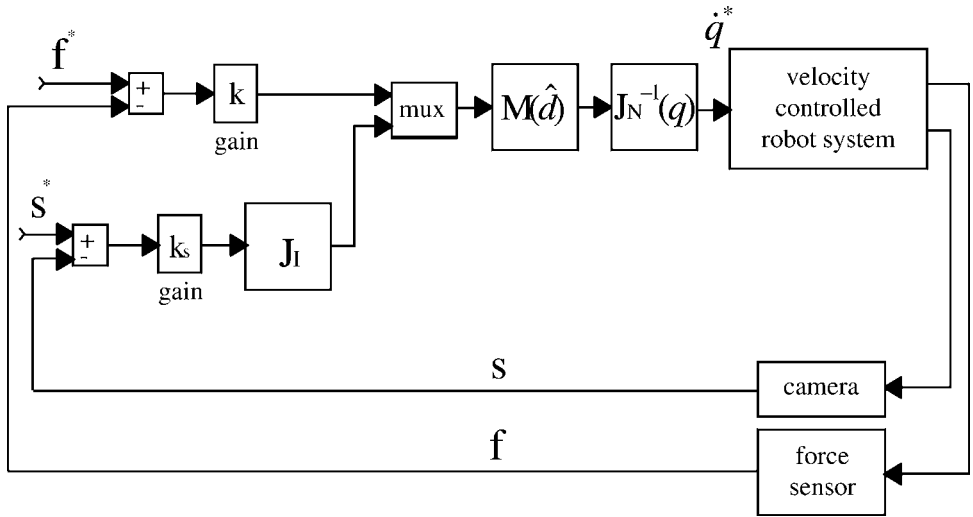 f*
q̇*
+
-
k
gain
mux
M(d̂)
J_N⁻¹(q)
velocity
controlled
robot system
s*
+
-
k_s
gain
J_I
s
camera
f
force
sensor